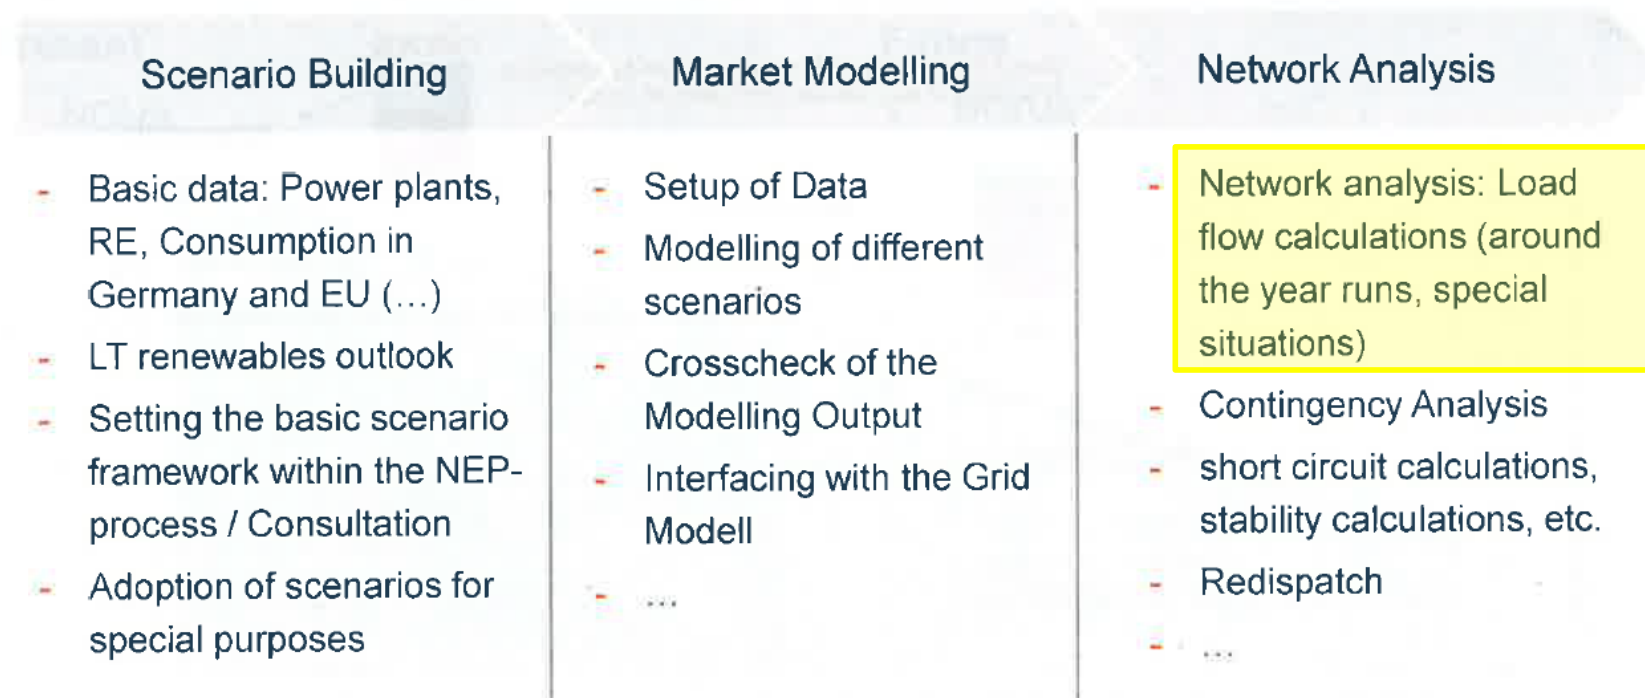 Scenario Building
Market Modelling
Network Analysis
- Basic data: Power plants,
RE, Consumption in
Germany and EU (...)
- LT renewables outlook
- Setting the basic scenario
framework within the NEP-
process / Consultation
- Adoption of scenarios for
special purposes
- Setup of Data
- Modelling of different
scenarios
- Crosscheck of the
Modelling Output
- Interfacing with the Grid
Modell
- ...
- Network analysis: Load
flow calculations (around
the year runs, special
situations)
- Contingency Analysis
- short circuit calculations,
stability calculations, etc.
- Redispatch
- ...